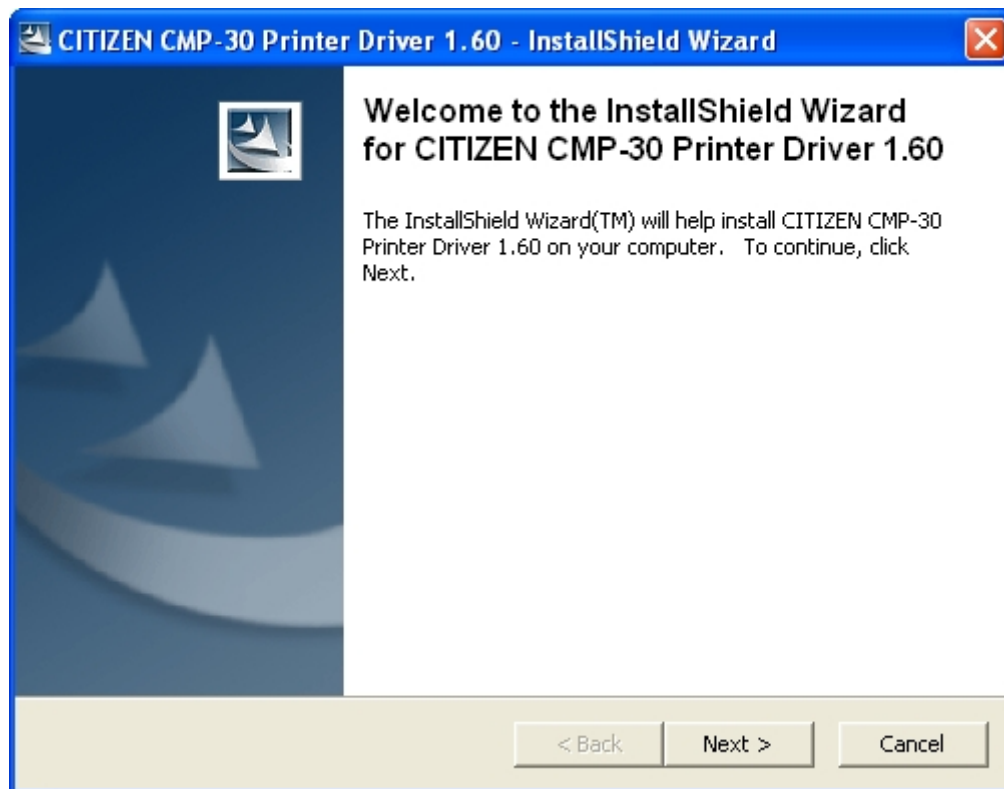 CITIZEN CMP-30 Printer Driver 1.60 - InstallShield Wizard
Welcome to the InstallShield Wizard
for CITIZEN CMP-30 Printer Driver 1.60
The InstallShield Wizard(TM) will help install CITIZEN CMP-30
Printer Driver 1.60 on your computer.   To continue, click
Next.
< Back
Next >
Cancel